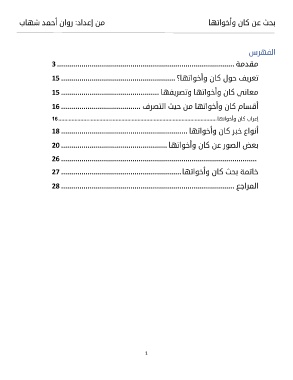 بحث عن كان وأخواتها من إعداد: روان أحمد شهاب
الفهرس
مقدمة 3
تعريف حول كان وأخواتها؟ 15
معاني كان وأخواتها وتصريفها 15
أقسام كان وأخواتها من حيث التصرف 16
إعراب كان وأخواتها 16
أنواع خبر كان وأخواتها 18
بعض الصور عن كان وأخواتها 20
26
خاتمة بحث كان وأخواتها 27
المراجع 28
1